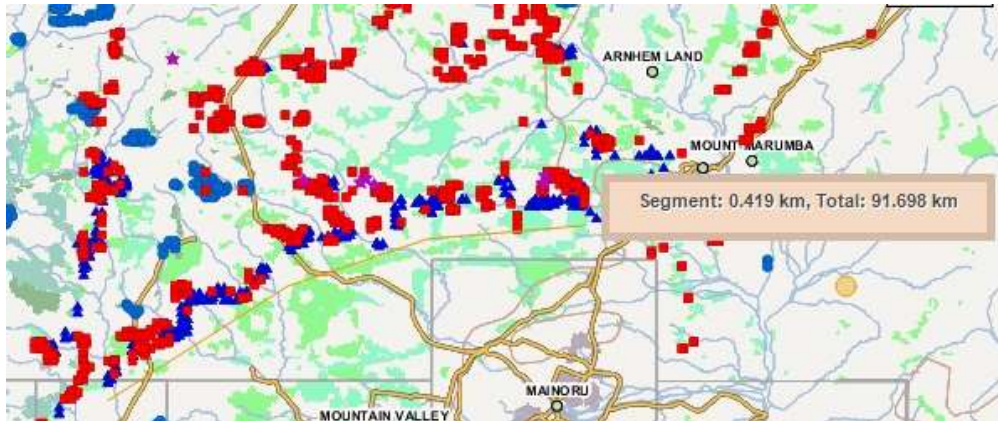 ARNHEM LAND
MOUNT MARUMBA
Segment: 0.419 km, Total: 91.698 km
MAINORU
MOUNTAIN VALLEY